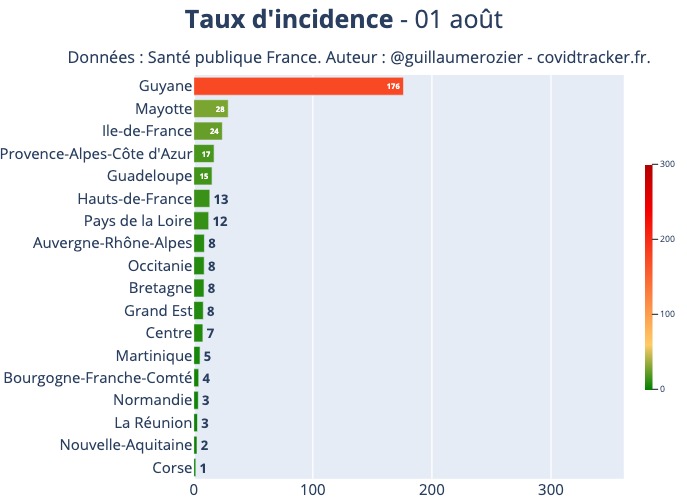 Taux d'incidence - 01 août
Données : Santé publique France. Auteur : @guillaumerozier - covidtracker.fr.
Guyane 176
Mayotte 28
Ile-de-France 24
Provence-Alpes-Côte d'Azur 17
Guadeloupe 15
Hauts-de-France 13
Pays de la Loire 12
Auvergne-Rhône-Alpes 8
Occitanie 8
Bretagne 8
Grand Est 8
Centre 7
Martinique 5
Bourgogne-Franche-Comté 4
Normandie 3
La Réunion 3
Nouvelle-Aquitaine 2
Corse 1
0 100 200 300
300
200
100
0